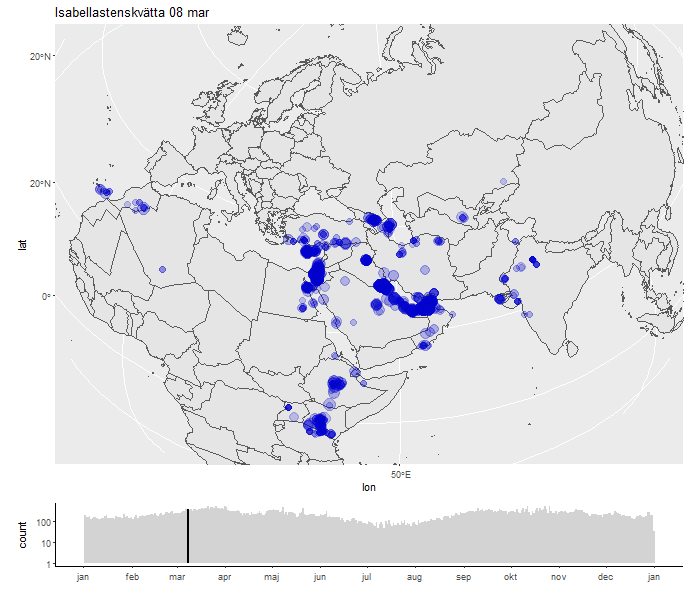 Isabellastenskvätta 08 mar
20°N
20°N
0°
lat
50°E
lon
count
100
10
1
jan feb mar apr maj jun jul aug sep okt nov dec jan